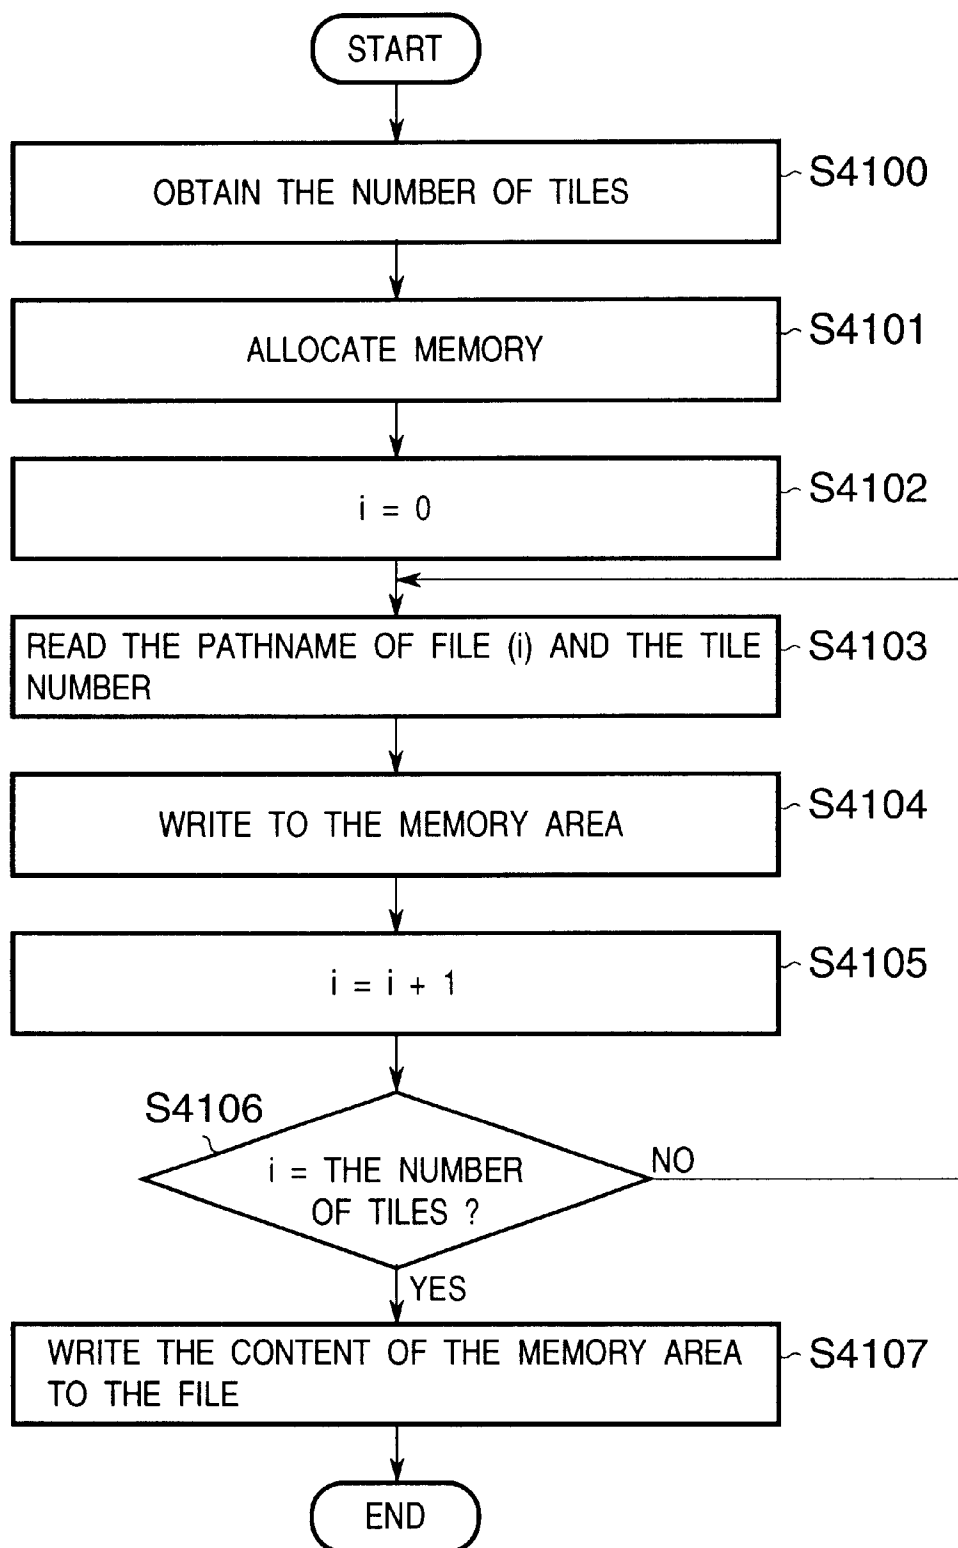 START
OBTAIN THE NUMBER OF TILES
S4100
ALLOCATE MEMORY
S4101
i = 0
S4102
READ THE PATHNAME OF FILE (i) AND THE TILE
NUMBER
S4103
WRITE TO THE MEMORY AREA
S4104
i = i + 1
S4105
S4106
i = THE NUMBER
OF TILES ?
NO
YES
WRITE THE CONTENT OF THE MEMORY AREA
TO THE FILE
S4107
END